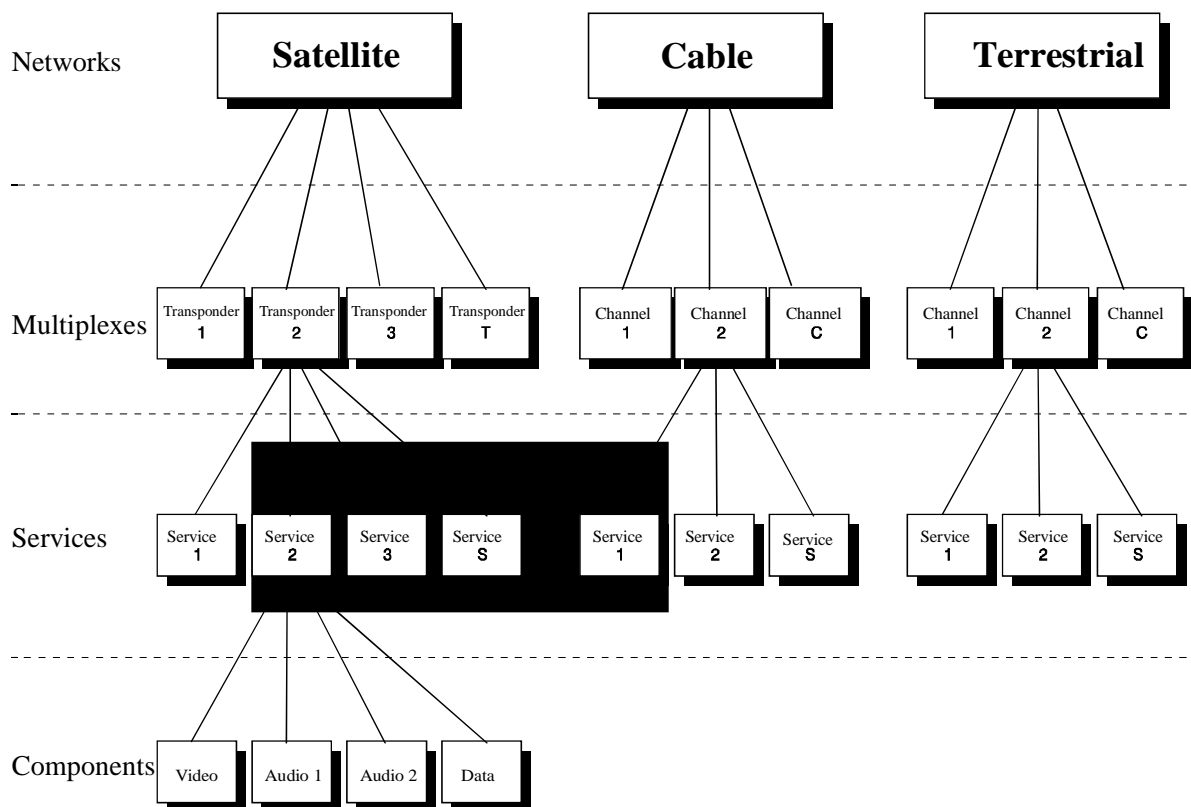 Networks
Satellite
Cable
Terrestrial
Multiplexes
Transponder
1
Transponder
2
Transponder
3
Transponder
T
Channel
1
Channel
2
Channel
C
Channel
1
Channel
2
Channel
C
Services
Service
1
Service
2
Service
3
Service
S
Service
1
Service
2
Service
S
Service
1
Service
2
Service
S
Components
Video
Audio 1
Audio 2
Data